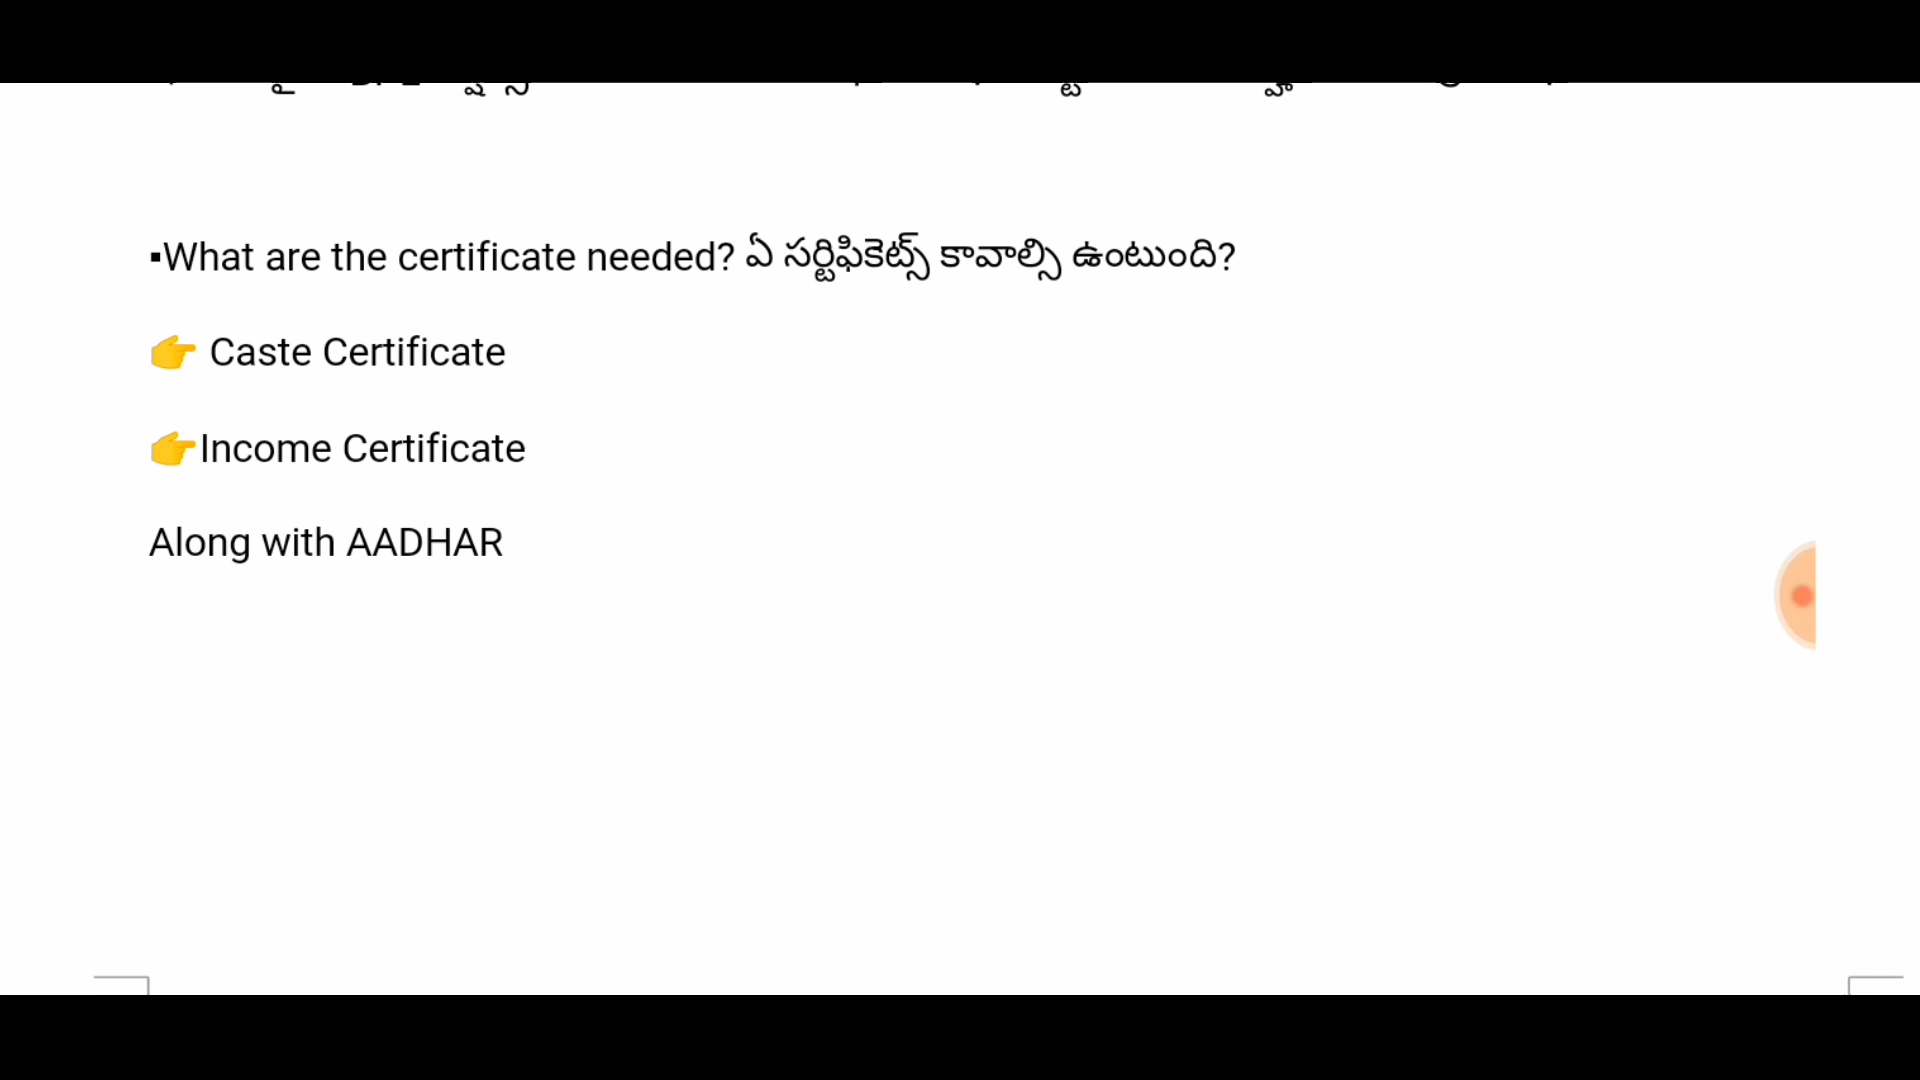 ▪What are the certificate needed? ఏ సర్టిఫికెట్స్ కావాల్సి ఉంటుంది?
👉 Caste Certificate
👉Income Certificate
Along with AADHAR